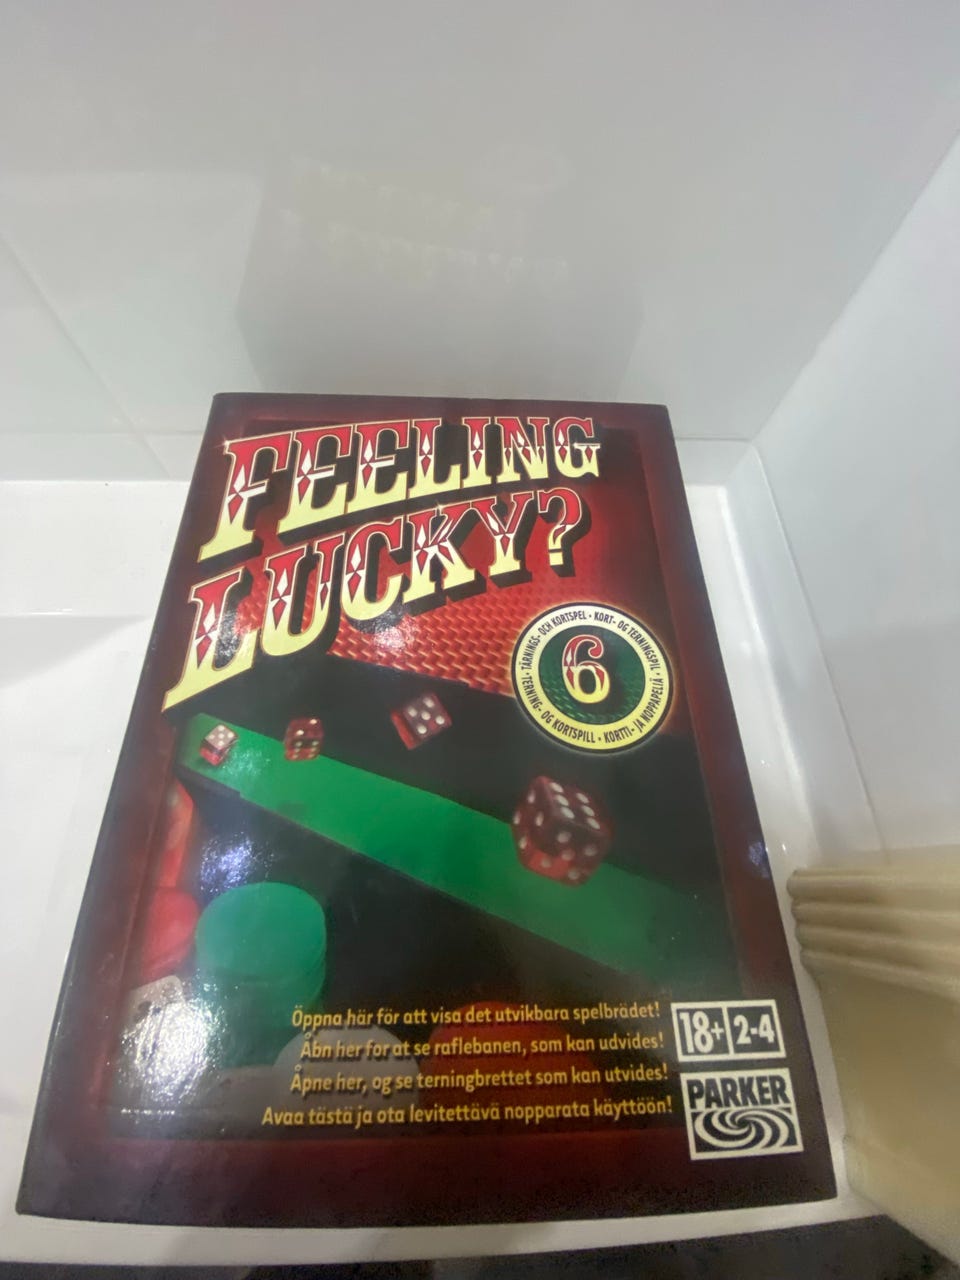 FEELING
LUCKY?
TÄRNINGS- OCH KORTSPEL • KORT- OG TERNINGSPIL • KORTTI- JA NOPPAPELIÄ • TERNING- OG KORTSPILL •
6
Öppna här för att visa det utvikbara spelbrädet!
Åbn her for at se raflebanen, som kan udvides!
Åpne her, og se terningbrettet som kan utvides!
Avaa tästä ja ota levitettävä nopparata käyttöön!
18+ 2-4
PARKER